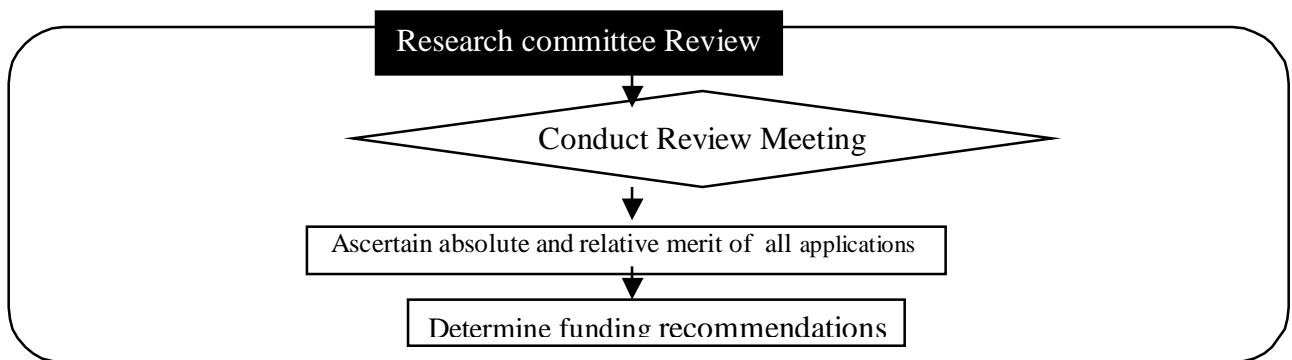 Research committee Review
Conduct Review Meeting
Ascertain absolute and relative merit of all applications
Determine funding recommendations